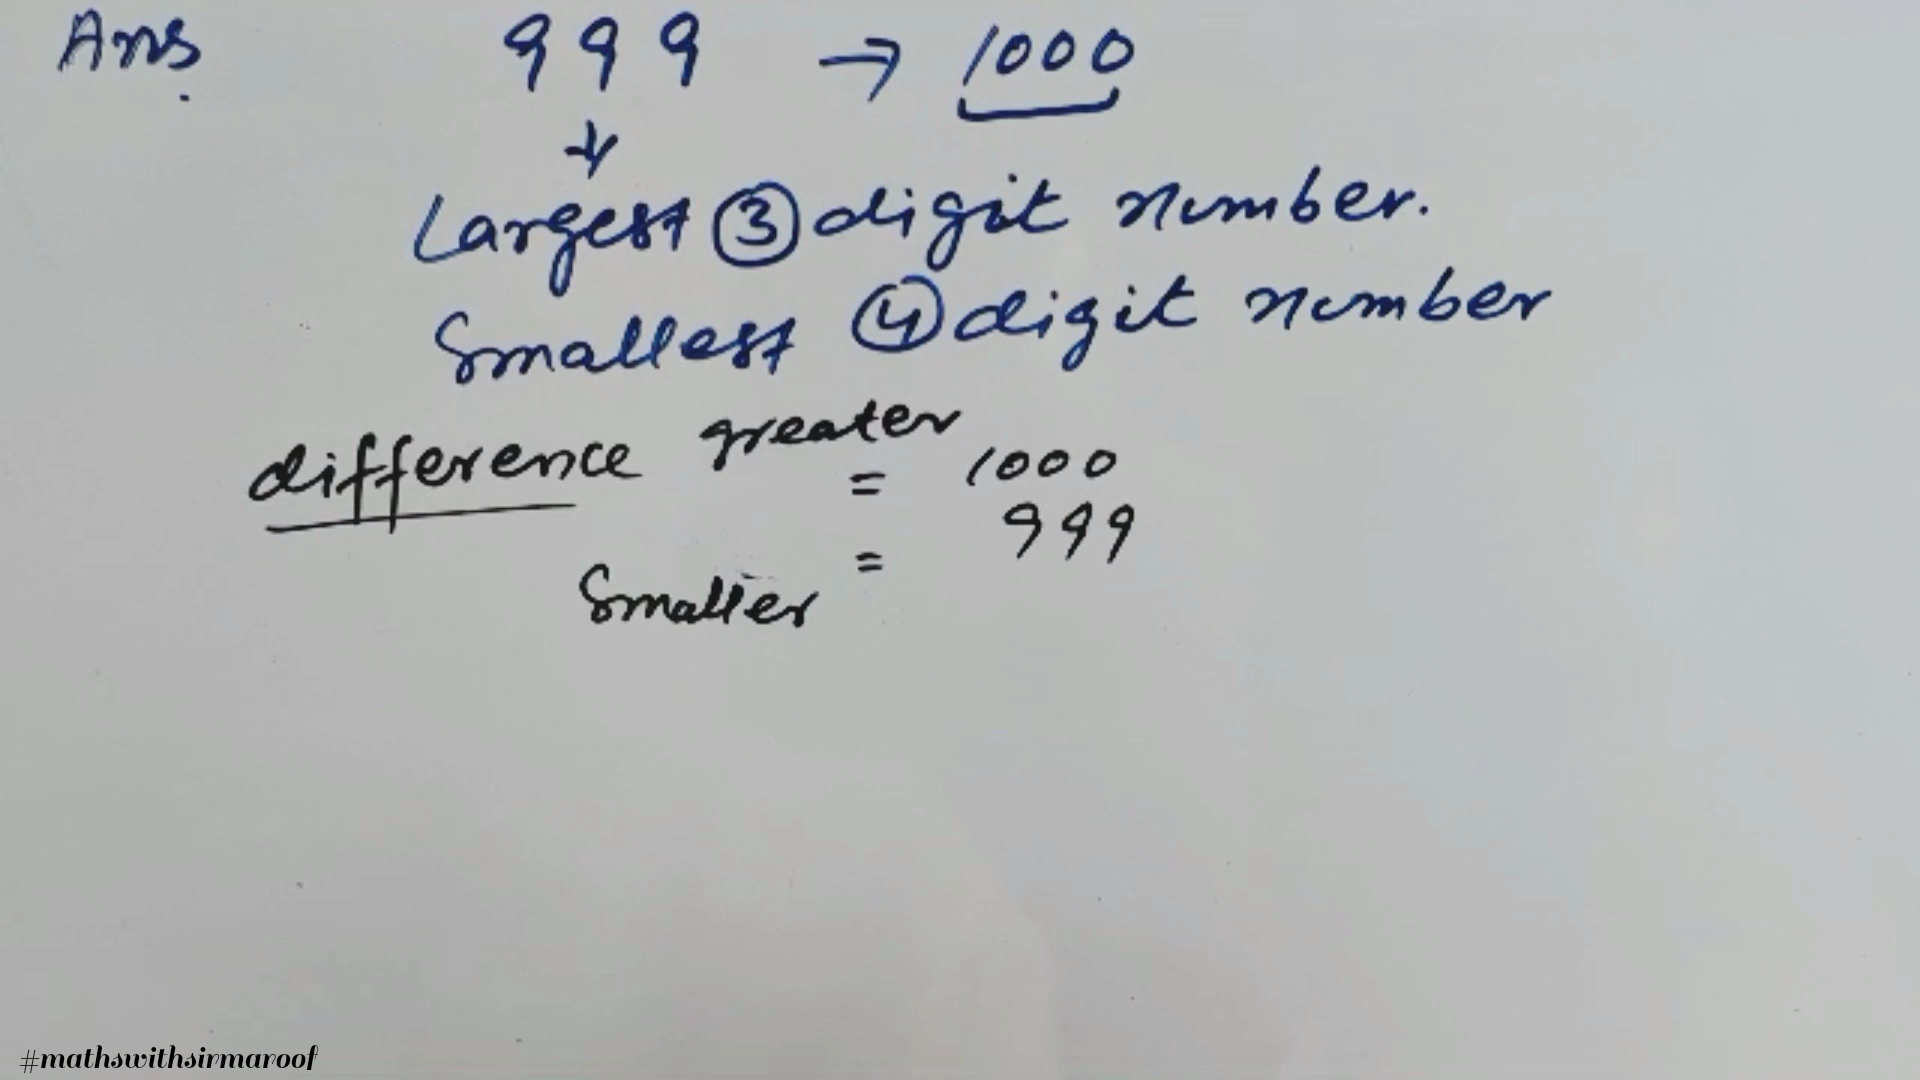 Ans. 999 → 1000
Largest 3 digit number.
Smallest 4 digit number
difference greater = 1000
Smaller = 999
#mathswithsirmaroof